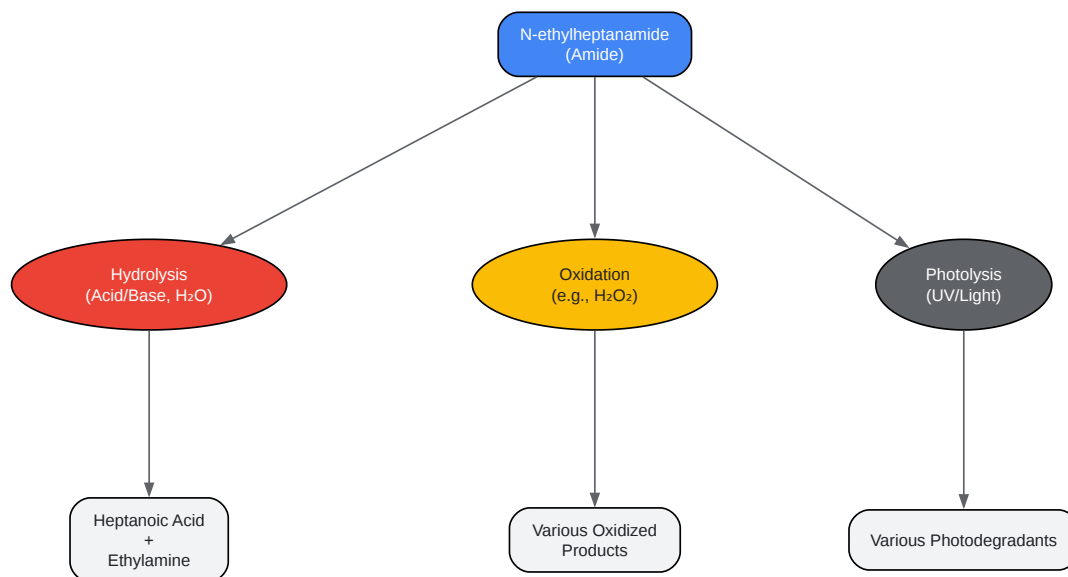 N-ethylheptanamide
(Amide)
Hydrolysis
(Acid/Base, H₂O)
Oxidation
(e.g., H₂O₂)
Photolysis
(UV/Light)
Heptanoic Acid
+
Ethylamine
Various Oxidized
Products
Various Photodegradants